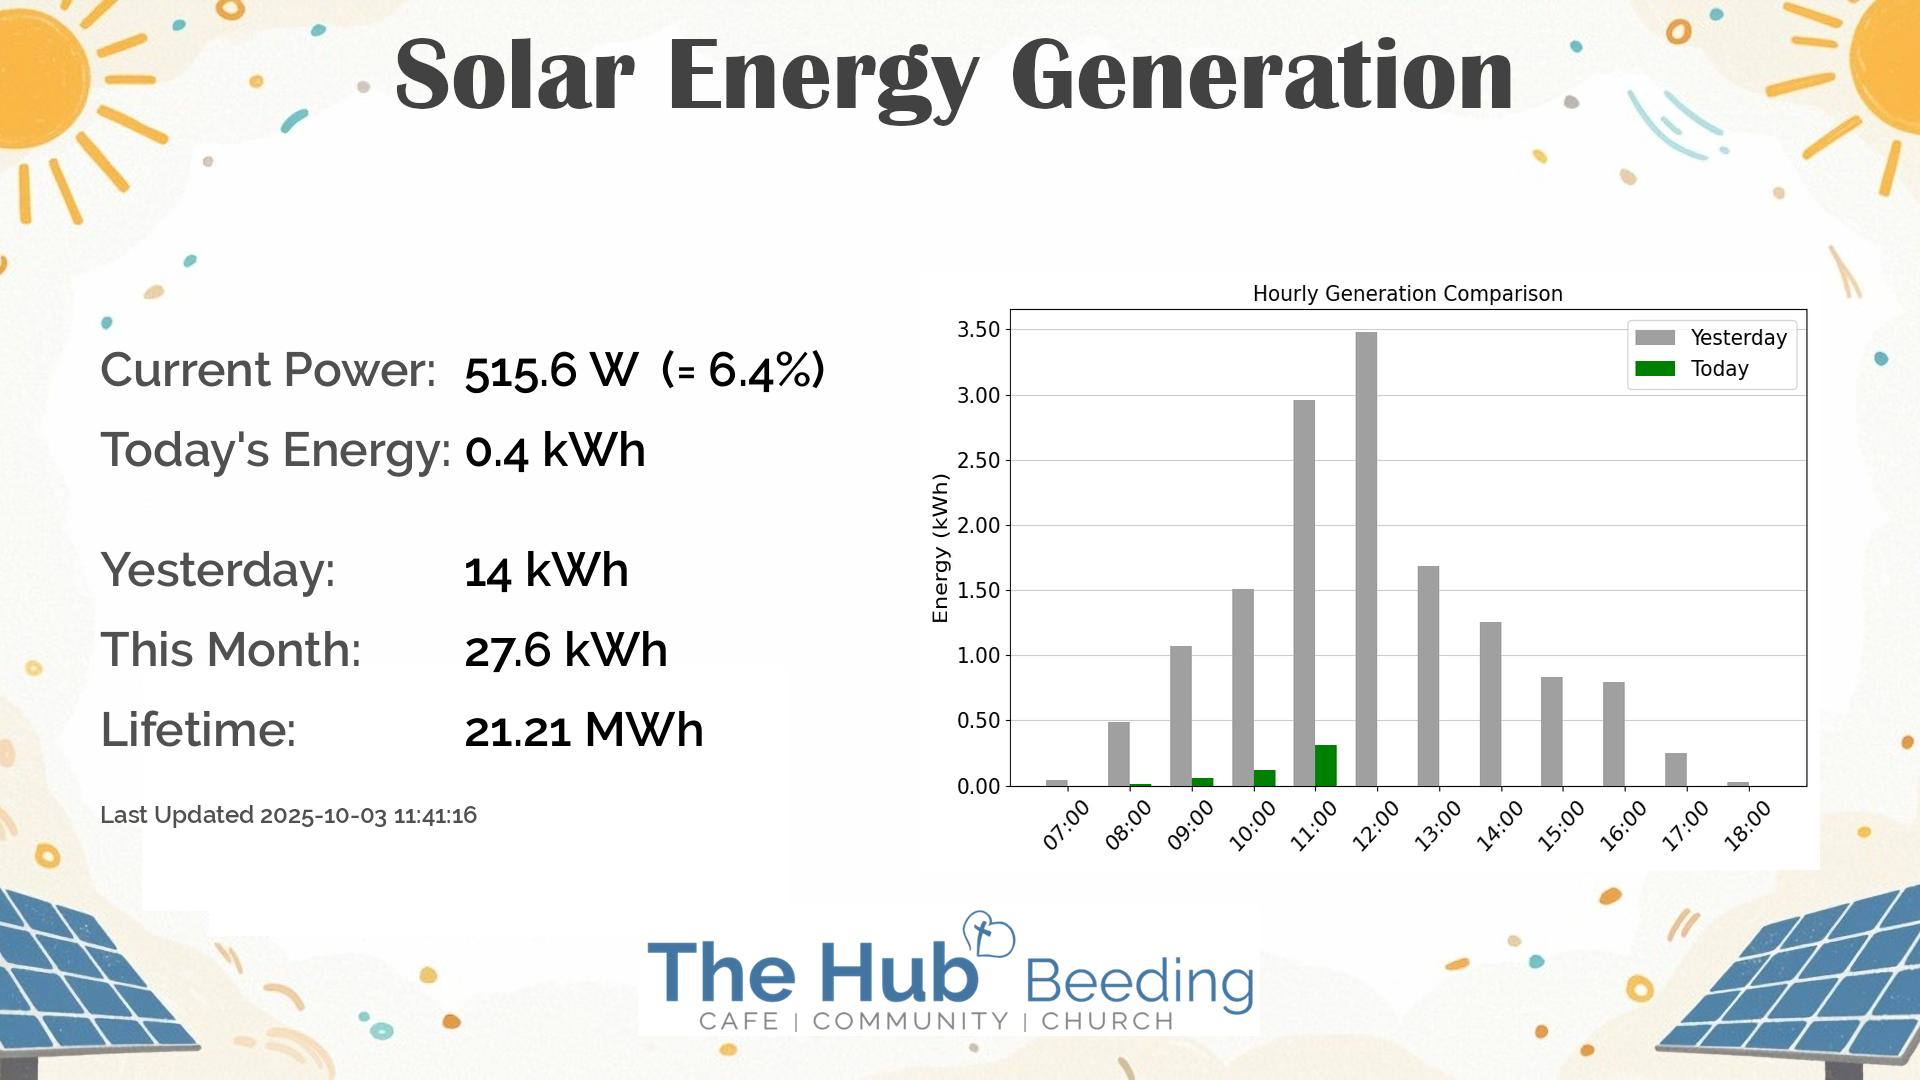 Solar Energy Generation
Current Power: 515.6 W (= 6.4%)
Today's Energy: 0.4 kWh
Yesterday: 14 kWh
This Month: 27.6 kWh
Lifetime: 21.21 MWh
Last Updated 2025-10-03 11:41:16
Hourly Generation Comparison
Yesterday
Today
Energy (kWh)
3.50
3.00
2.50
2.00
1.50
1.00
0.50
0.00
07:00 08:00 09:00 10:00 11:00 12:00 13:00 14:00 15:00 16:00 17:00 18:00
The Hub Beeding
CAFE | COMMUNITY | CHURCH